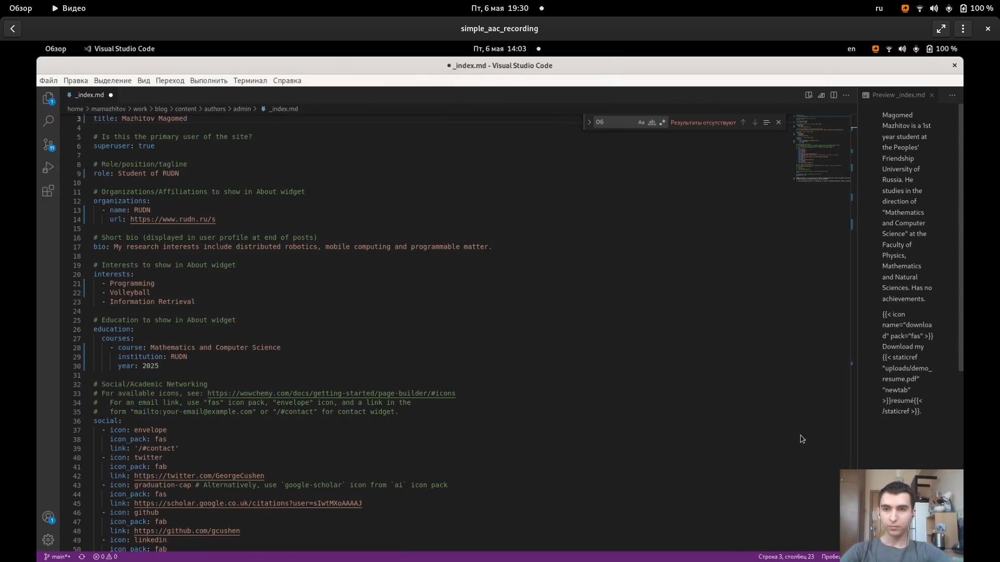 Обзор Видео Пт, 6 мая 19:30 ru 100 %
simple_aac_recording
Обзор Visual Studio Code Пт, 6 мая 14:03 en 100 %
_index.md - Visual Studio Code
Файл Правка Выделение Вид Переход Выполнить Терминал Справка
_index.md
Preview _index.md
home > mamazhitov > work > blog > content > authors > admin > _index.md
06 Aa ab Результаты отсутствуют
3 title: Mazhitov Magomed
4
5 # Is this the primary user of the site?
6 superuser: true
7
8 # Role/position/tagline
9 role: Student of RUDN
10
11 # Organizations/Affiliations to show in About widget
12 organizations:
13 - name: RUDN
14 url: https://www.rudn.ru/s
15
16 # Short bio (displayed in user profile at end of posts)
17 bio: My research interests include distributed robotics, mobile computing and programmable matter.
18
19 # Interests to show in About widget
20 interests:
21 - Programming
22 - Volleyball
23 - Information Retrieval
24
25 # Education to show in About widget
26 education:
27 courses:
28 - course: Mathematics and Computer Science
29 institution: RUDN
30 year: 2025
31
32 # Social/Academic Networking
33 # For available icons, see: https://wowchemy.com/docs/getting-started/page-builder/#icons
34 # For an email link, use "fas" icon pack, "envelope" icon, and a link in the
35 # form "mailto:your-email@example.com" or "/#contact" for contact widget.
36 social:
37 - icon: envelope
38 icon_pack: fas
39 link: '/#contact'
40 - icon: twitter
41 icon_pack: fab
42 link: https://twitter.com/GeorgeCushen
43 - icon: graduation-cap # Alternatively, use `google-scholar` icon from `ai` icon pack
44 icon_pack: fas
45 link: https://scholar.google.co.uk/citations?user=sIwtMXoAAAAJ
46 - icon: github
47 icon_pack: fab
48 link: https://github.com/gcushen
49 - icon: linkedin
50 icon_pack: fab
Magomed
Mazhitov is a 1st
year student at
the Peoples'
Friendship
University of
Russia. He
studies in the
direction of
"Mathematics
and Computer
Science" at the
Faculty of
Physics,
Mathematics
and Natural
Sciences. Has no
achievements.
{{< icon
name="downloa
d" pack="fas" >}}
Download my
{{< staticref
"uploads/demo_
resume.pdf"
"newtab"
>}}resumé{{<
/staticref >}}.
1
11
1
main*+ 0 0 Строка 3, столбец 23